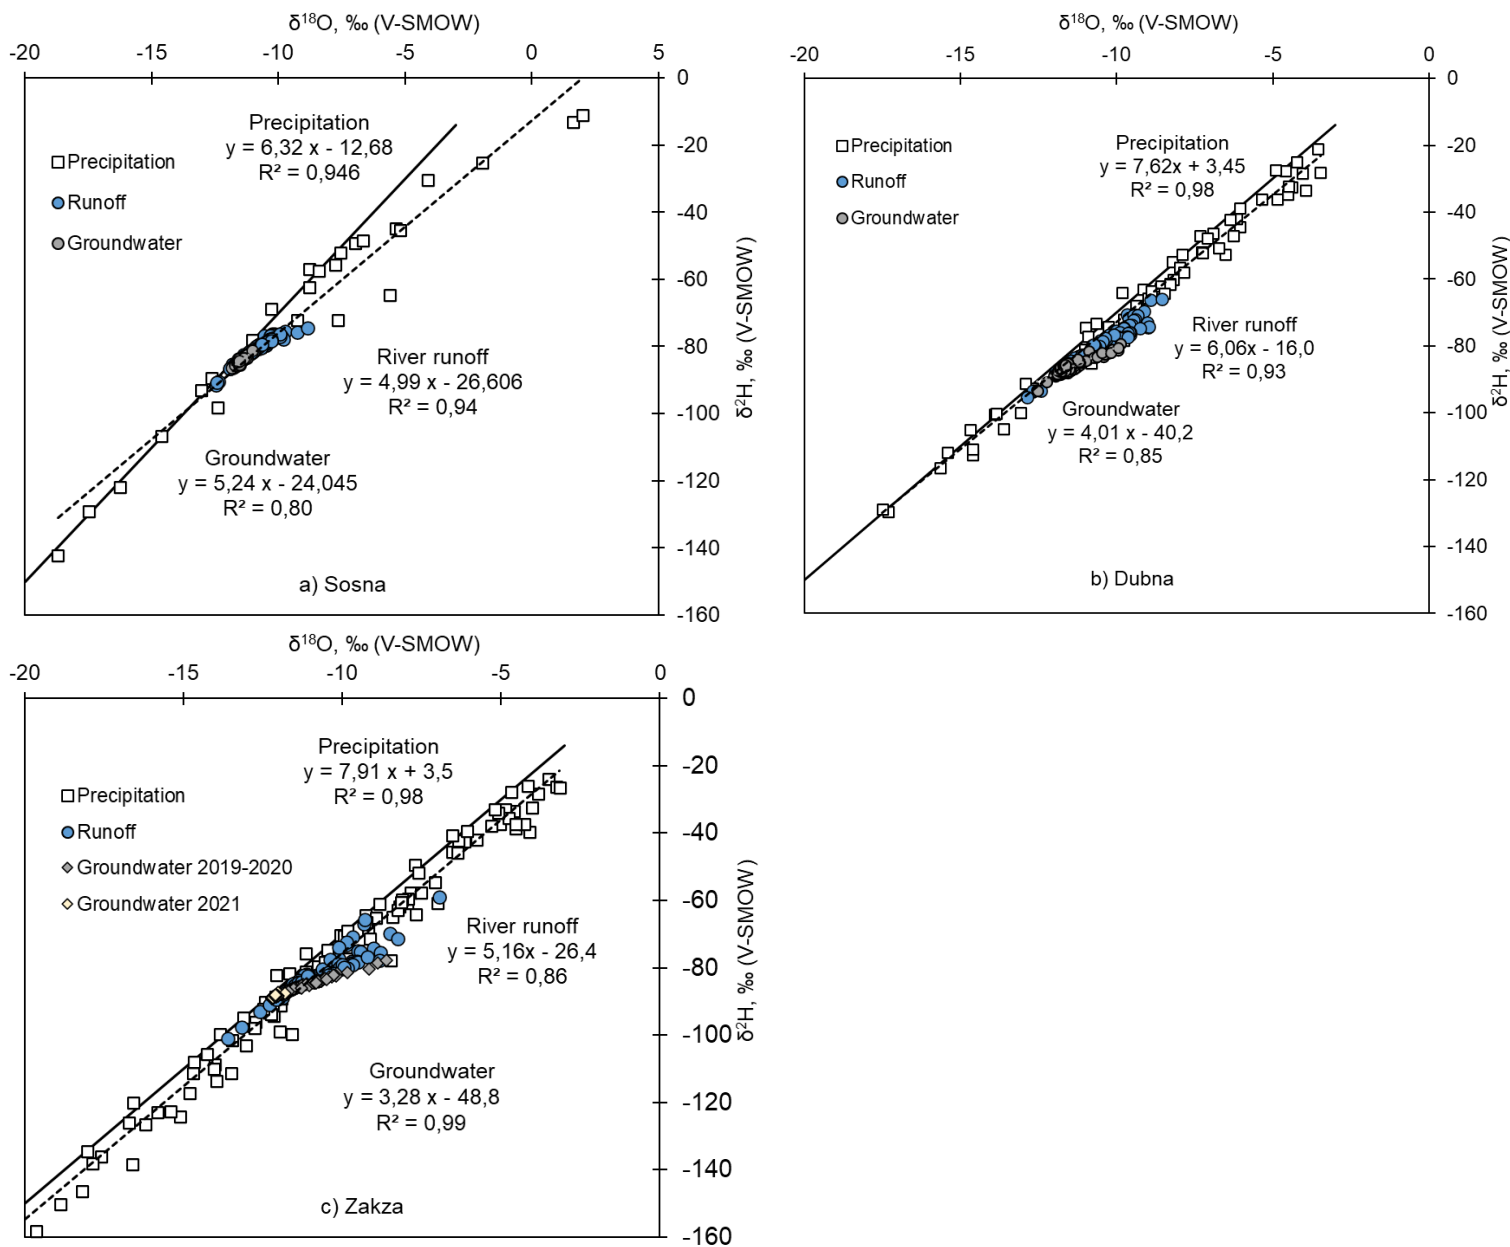 δ¹⁸O, ‰ (V-SMOW)
-20 -15 -10 -5 0 5
0
-20
-40
-60
-80
-100
-120
-140
-160
δ²H, ‰ (V-SMOW)
Precipitation
y = 6,32 x - 12,68
R² = 0,946
Precipitation
Runoff
Groundwater
River runoff
y = 4,99 x - 26,606
R² = 0,94
Groundwater
y = 5,24 x - 24,045
R² = 0,80
a) Sosna
δ¹⁸O, ‰ (V-SMOW)
-20 -15 -10 -5 0
0
-20
-40
-60
-80
-100
-120
-140
-160
δ²H, ‰ (V-SMOW)
Precipitation
y = 7,62x + 3,45
R² = 0,98
Precipitation
Runoff
Groundwater
River runoff
y = 6,06x - 16,0
R² = 0,93
Groundwater
y = 4,01 x - 40,2
R² = 0,85
b) Dubna
δ¹⁸O, ‰ (V-SMOW)
-20 -15 -10 -5 0
0
-20
-40
-60
-80
-100
-120
-140
-160
δ²H, ‰ (V-SMOW)
Precipitation
y = 7,91 x + 3,5
R² = 0,98
Precipitation
Runoff
Groundwater 2019-2020
Groundwater 2021
River runoff
y = 5,16x - 26,4
R² = 0,86
Groundwater
y = 3,28 x - 48,8
R² = 0,99
c) Zakza